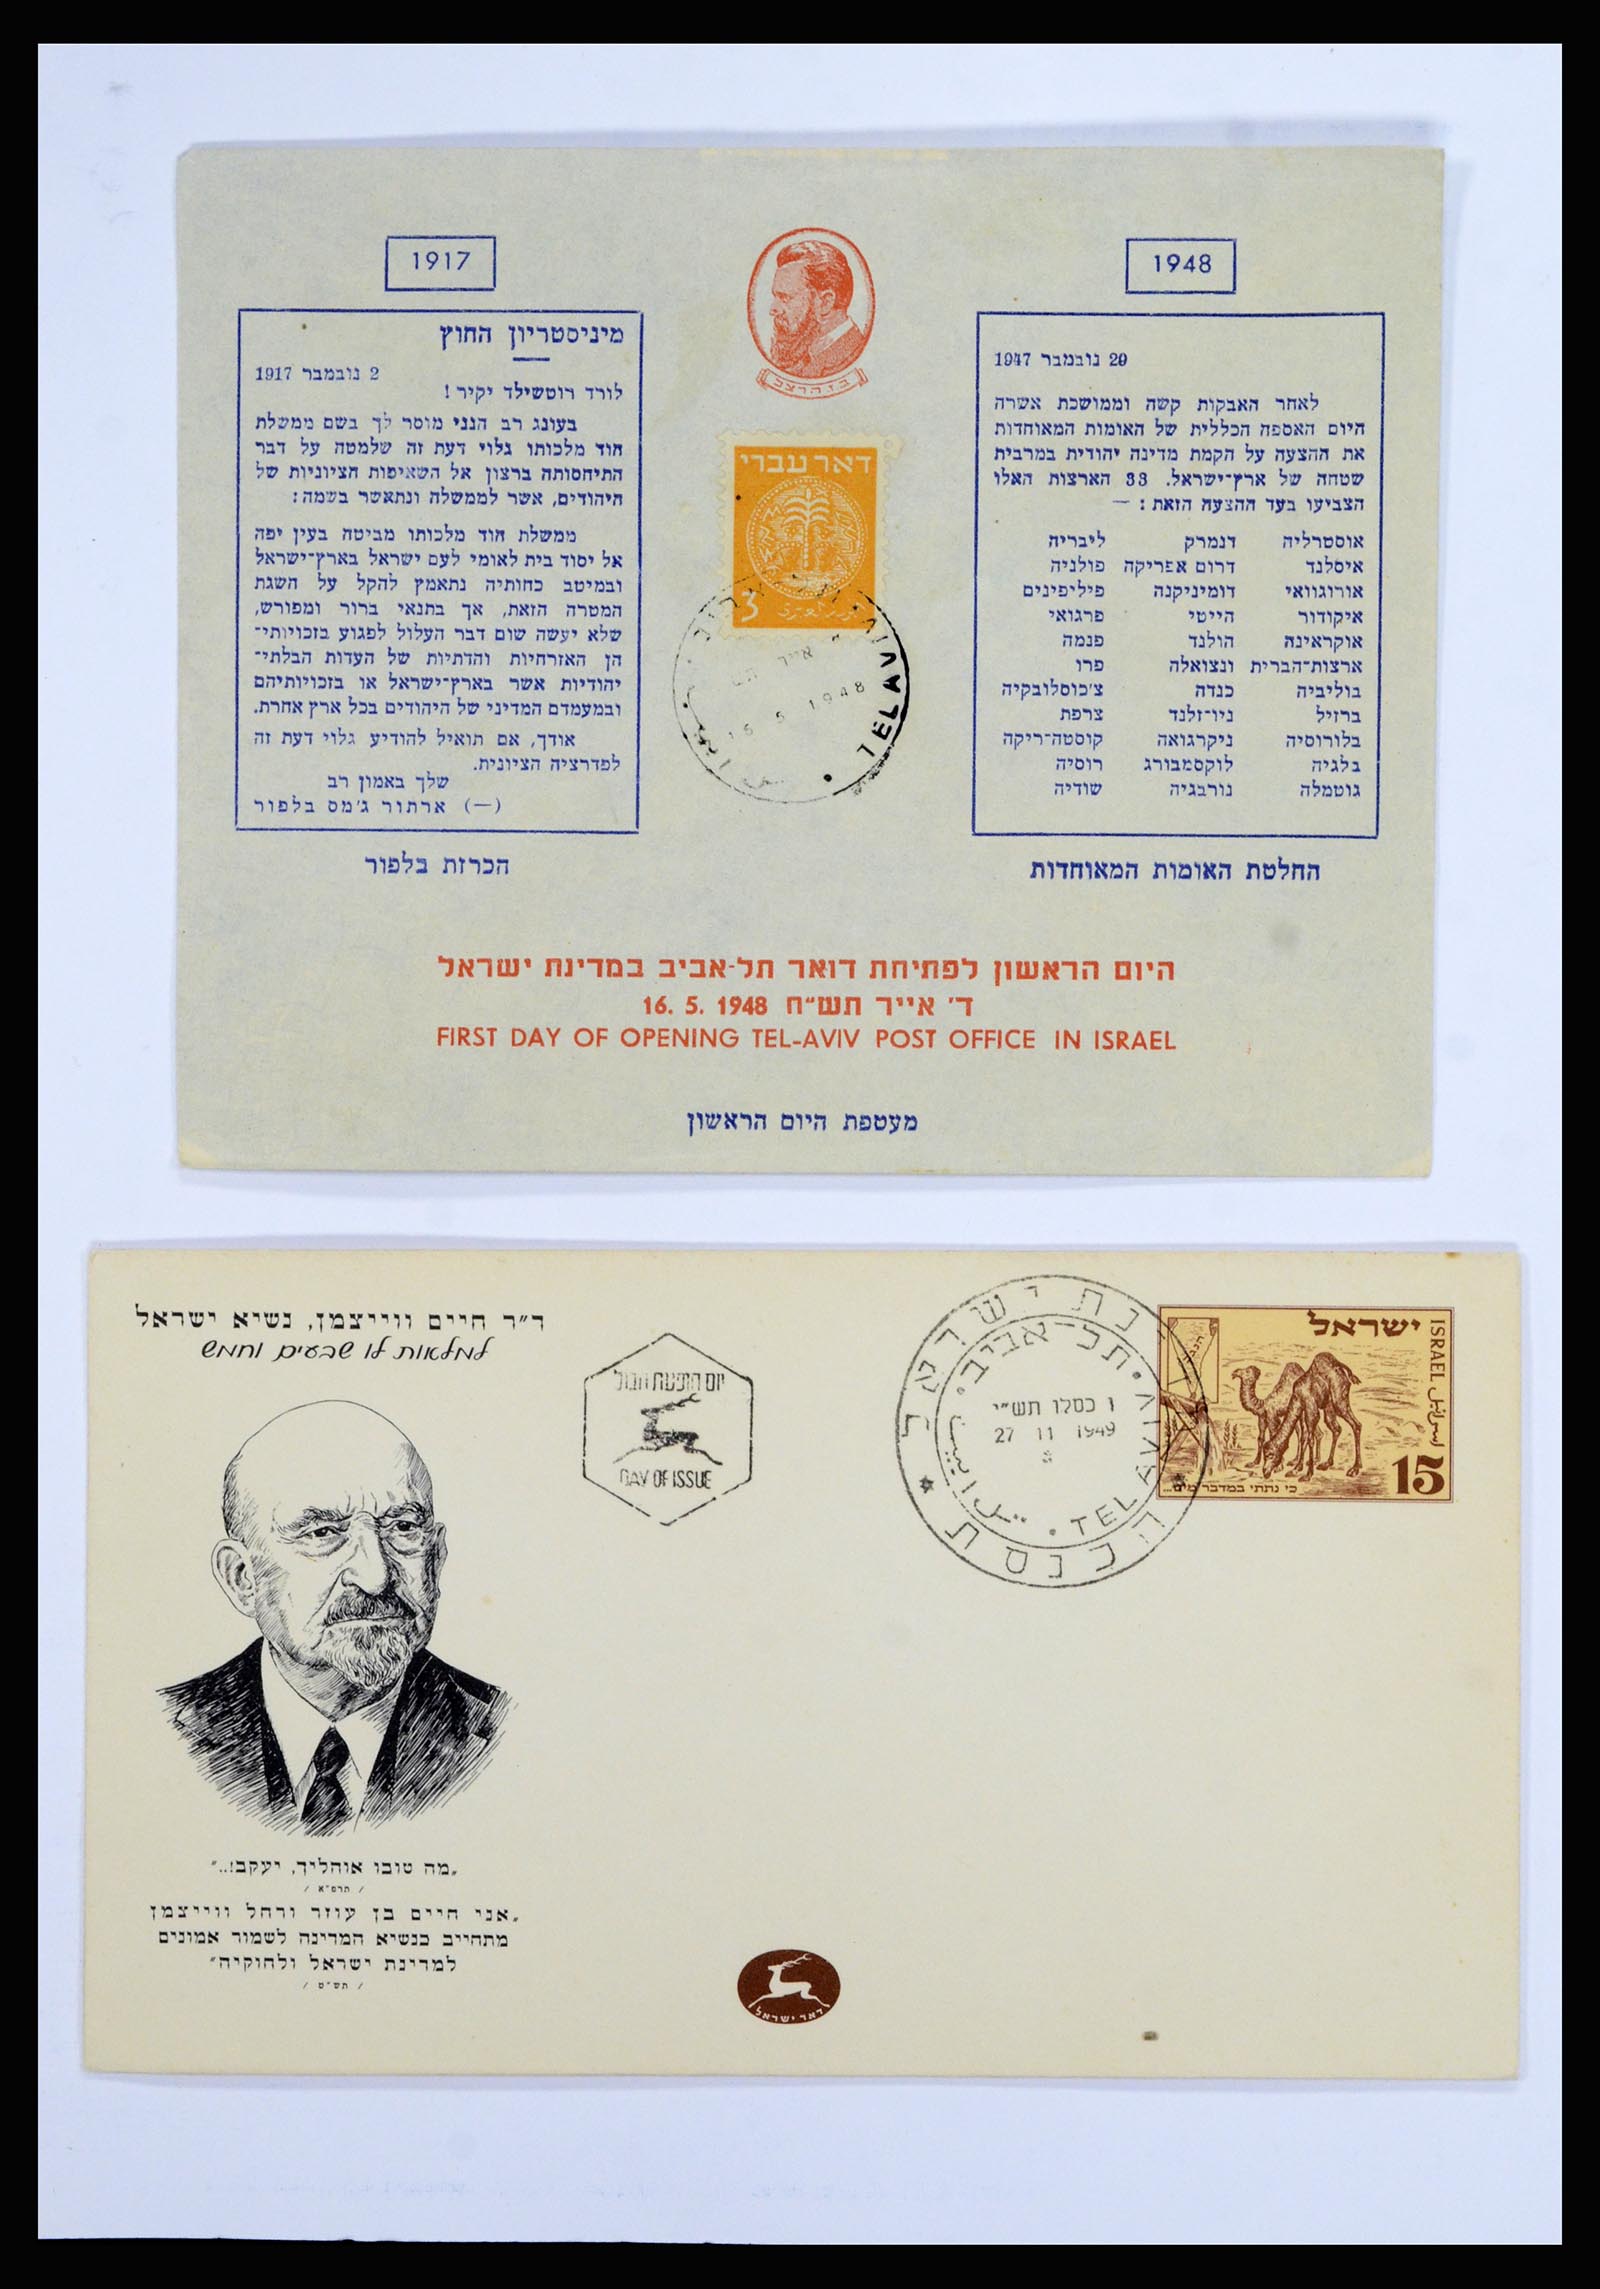 1917
מיניסטריון החוץ
2 נובמבר 1917
לורד רוטשילד יקיר !
בעונג רב הנני מוסר לך בשם ממשלת
הוד מלכותו גלוי דעת זה שלמטה על דבר
התיחסותה ברצון אל השאיפות הציוניות של
היהודים, אשר לממשלה ונתאשר בשמה :
ממשלת הוד מלכותו מביטה בעין יפה
אל יסוד בית לאומי לעם ישראל בארץ־ישראל
ובמיטב כחותיה נתאמץ להקל על השגת
המטרה הזאת, אך בתנאי ברור ומפורש,
שלא יעשה שום דבר העלול לפגוע בזכויותי־
הן האזרחיות והדתיות של העדות הבלתי־
יהודיות אשר בארץ־ישראל או בזכויותיהם
ובמעמדם המדיני של היהודים בכל ארץ אחרת.
אודך, אם תואיל להודיע גלוי דעת זה
לפדרציה הציונית.
שלך באמון רב
(—) ארתור ג׳מס בלפור
הכרזת בלפור
ב. ז. הרצל
דאר עברי
3
TEL AVIV
אייר
16 5 1948
1948
29 נובמבר 1947
לאחר האבקות קשה וממושכת אשרה
היום האספה הכללית של האומות המאוחדות
את ההצעה על הקמת מדינה יהודית במרבית
שטחה של ארץ־ישראל. 33 הארצות האלו
הצביעו בעד ההצעה הזאת : —
אוסטרליה דנמרק ליבריה
איסלנד דרום אפריקה פולניה
אורוגוואי דומיניקנה פיליפינים
איקודור הייטי פרגואי
אוקראינה הולנד פנמה
ארצות־הברית ונצואלה פרו
בוליביה כנדה צ׳כוסלובקיה
ברזיל ניו־זלנד צרפת
בלורוסיה ניקרגואה קוסטה־ריקה
בלגיה לוקסמבורג רוסיה
גוטמלה נורבגיה שודיה
החלטת האומות המאוחדות
היום הראשון לפתיחת דואר תל-אביב במדינת ישראל
ד׳ אייר תש״ח 16. 5. 1948
FIRST DAY OF OPENING TEL-AVIV POST OFFICE IN ISRAEL
מעטפת היום הראשון
ד״ר חיים ווייצמן, נשיא ישראל
למלאות לו שבעים וחמש
יום הופעת הבול
DAY OF ISSUE
תל-אביב
ו כסלו תש״י
27 11 1949
TEL AVIV
הכנסת
ישראל
ISRAEL
اسرائيل
15
כי נתתי במדבר מים...
„מה טובו אוהליך, יעקב!.."
/ תרפ״א /
„אני חיים בן עוזר ורחל ווייצמן
מתחייב כנשיא המדינה לשמור אמונים
למדינת ישראל ולחוקיה"
/ תש״ט /
דאר ישראל